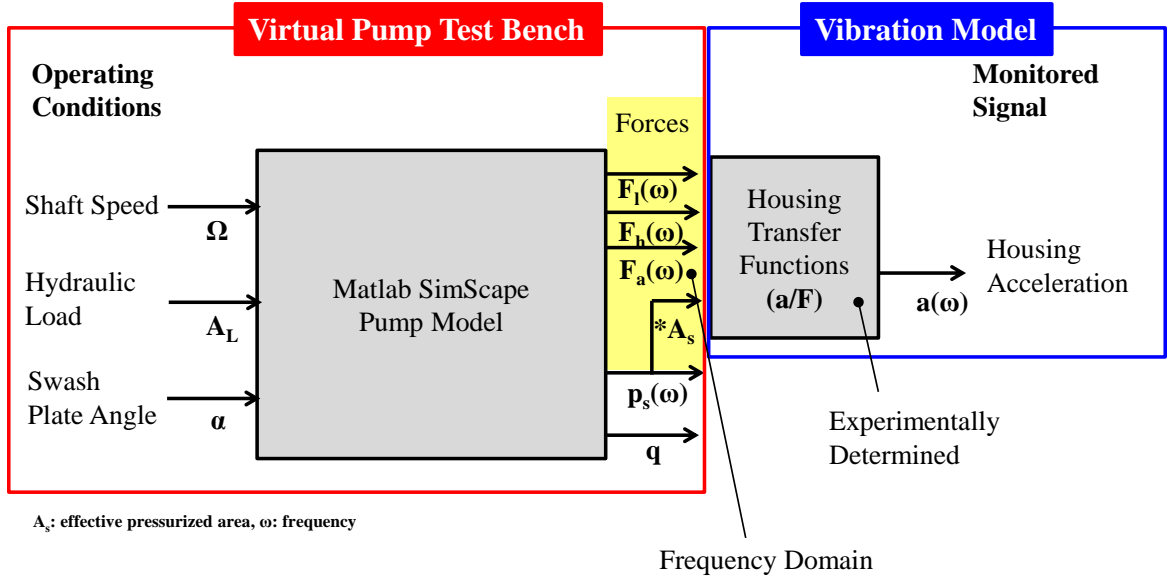 Virtual Pump Test Bench
Vibration Model
Operating
Conditions
Monitored
Signal
Forces
Shaft Speed
Ω
Hydraulic
Load
A_L
Swash
Plate Angle
α
Matlab SimScape
Pump Model
F_l(ω)
F_h(ω)
F_a(ω)
*A_s
p_s(ω)
q
Housing
Transfer
Functions
(a/F)
a(ω)
Housing
Acceleration
Experimentally
Determined
A_s: effective pressurized area, ω: frequency
Frequency Domain